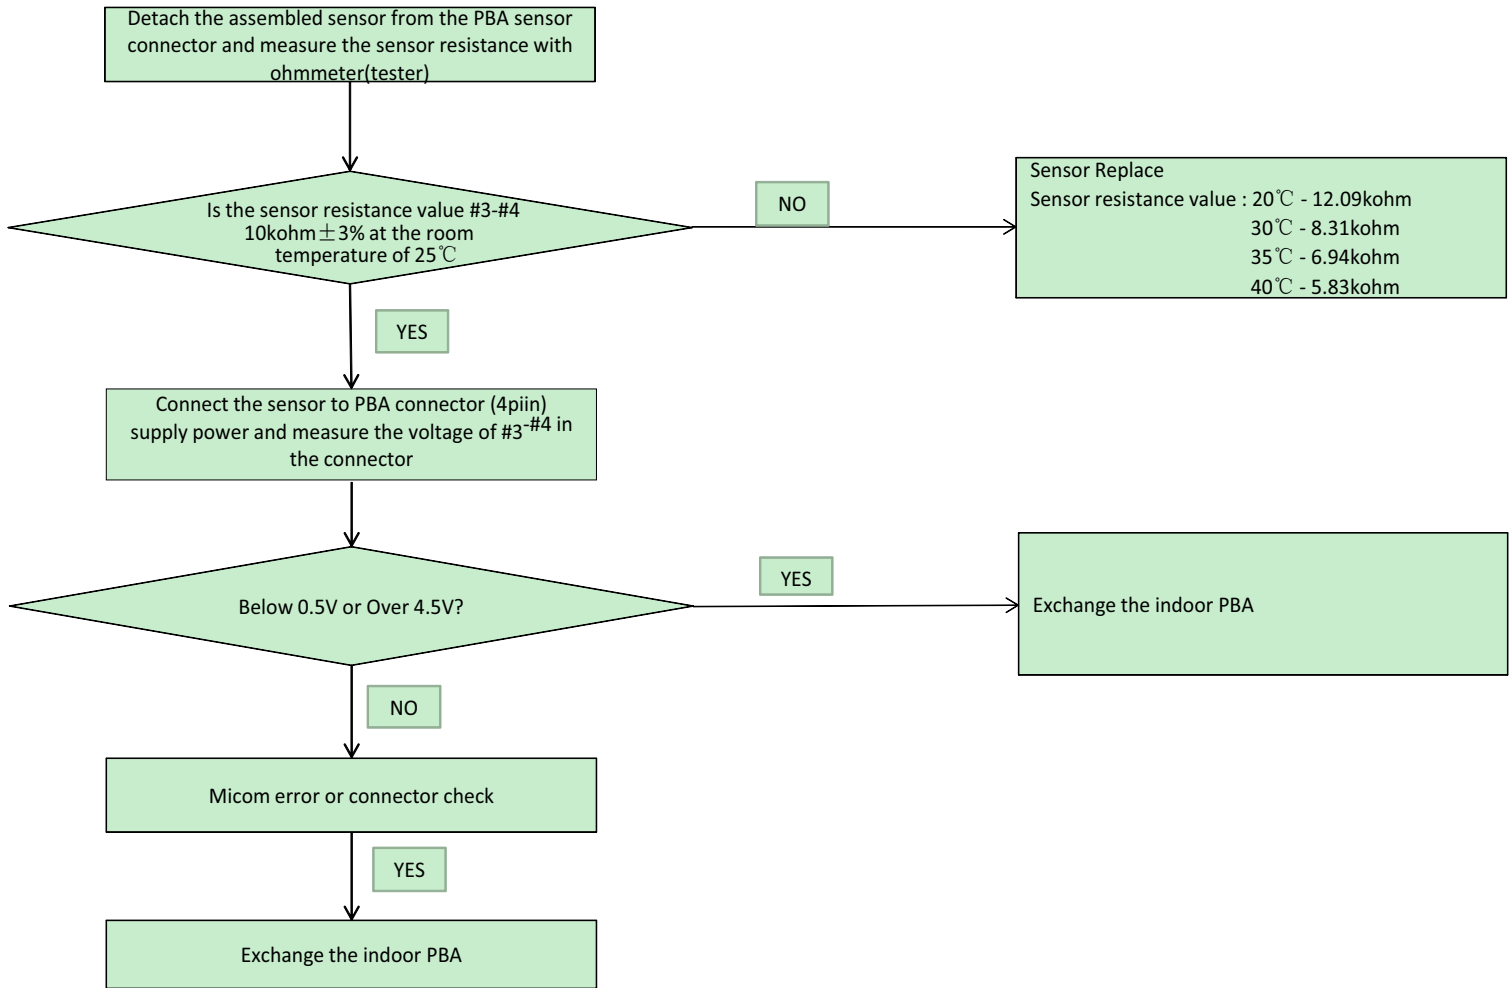 Detach the assembled sensor from the PBA sensor
connector and measure the sensor resistance with
ohmmeter(tester)
Is the sensor resistance value #3-#4
10kohm±3% at the room
temperature of 25℃
NO
Sensor Replace
Sensor resistance value : 20℃ - 12.09kohm
30℃ - 8.31kohm
35℃ - 6.94kohm
40℃ - 5.83kohm
YES
Connect the sensor to PBA connector (4piin)
supply power and measure the voltage of #3-#4 in
the connector
Below 0.5V or Over 4.5V?
YES
Exchange the indoor PBA
NO
Micom error or connector check
YES
Exchange the indoor PBA